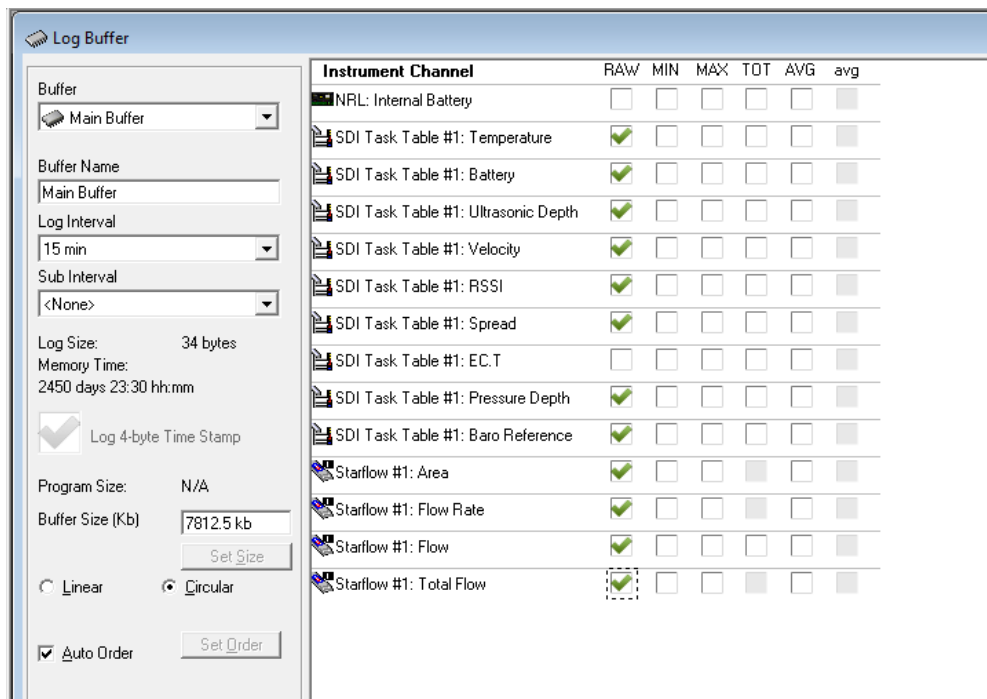 Log Buffer
Buffer
Main Buffer
Buffer Name
Main Buffer
Log Interval
15 min
Sub Interval
<None>
Log Size: 34 bytes
Memory Time:
2450 days 23:30 hh:mm
Log 4-byte Time Stamp
Program Size: N/A
Buffer Size (Kb) 7812.5 kb
Set Size
Linear Circular
Auto Order Set Order
Instrument Channel RAW MIN MAX TOT AVG avg
NRL: Internal Battery
SDI Task Table #1: Temperature
SDI Task Table #1: Battery
SDI Task Table #1: Ultrasonic Depth
SDI Task Table #1: Velocity
SDI Task Table #1: RSSI
SDI Task Table #1: Spread
SDI Task Table #1: EC.T
SDI Task Table #1: Pressure Depth
SDI Task Table #1: Baro Reference
Starflow #1: Area
Starflow #1: Flow Rate
Starflow #1: Flow
Starflow #1: Total Flow